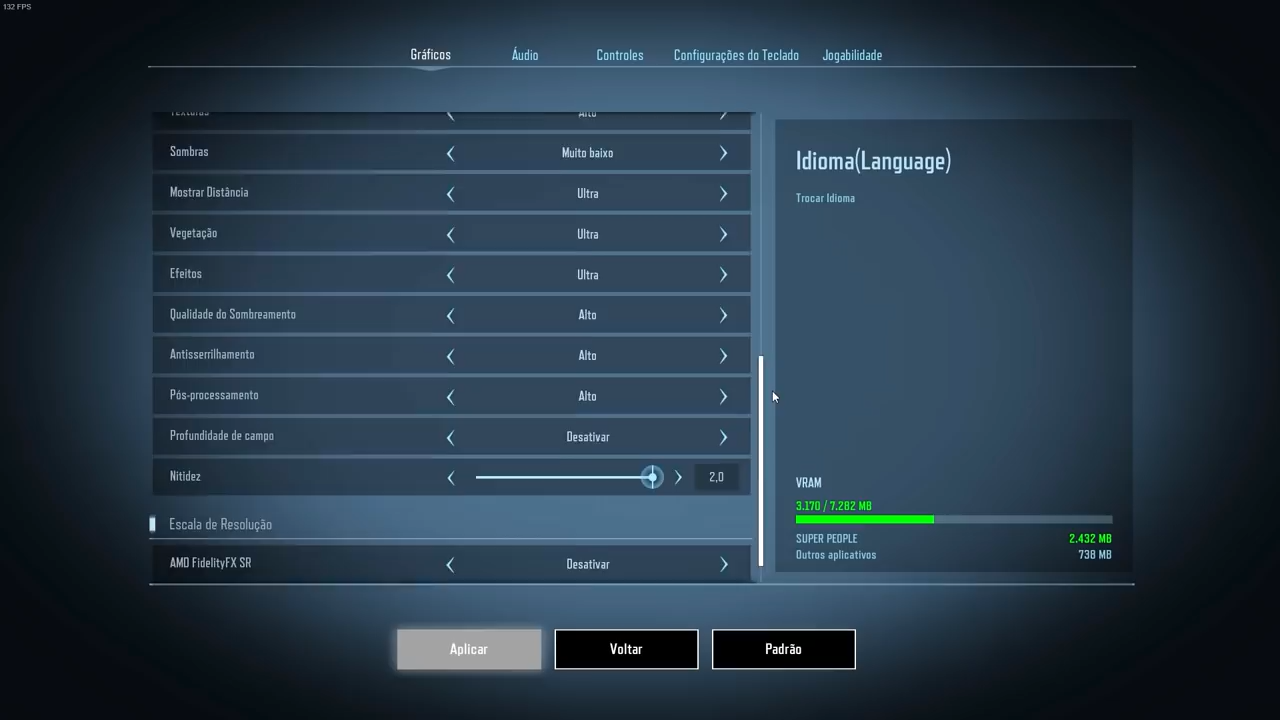 132 FPS
Gráficos Áudio Controles Configurações do Teclado Jogabilidade
Texturas Alto
Sombras Muito baixo
Mostrar Distância Ultra
Vegetação Ultra
Efeitos Ultra
Qualidade do Sombreamento Alto
Antisserrilhamento Alto
Pós-processamento Alto
Profundidade de campo Desativar
Nitidez 2,0
Escala de Resolução
AMD FidelityFX SR Desativar
Idioma(Language)
Trocar Idioma
VRAM
3.170 / 7.282 MB
SUPER PEOPLE 2.432 MB
Outros aplicativos 738 MB
Aplicar Voltar Padrão